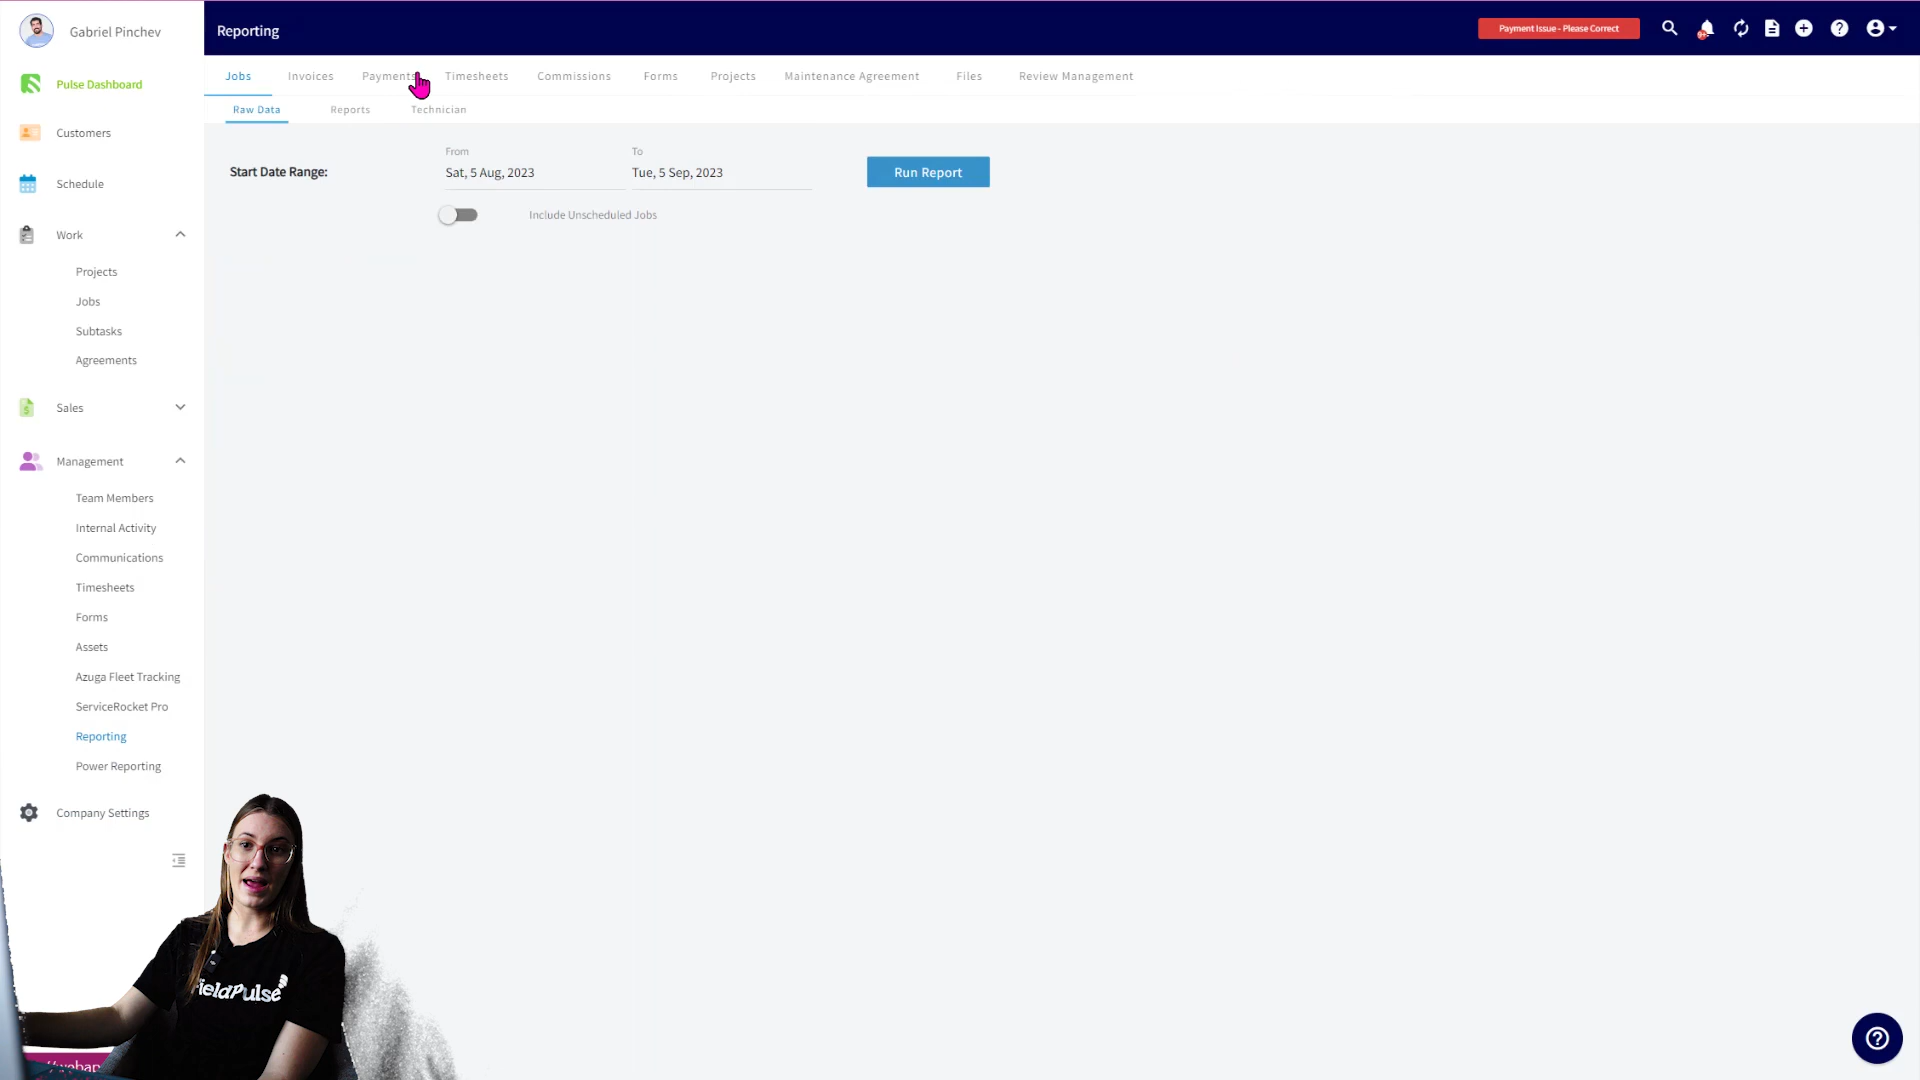 Gabriel Pinchev
Reporting
Payment Issue - Please Correct
Pulse Dashboard
Customers
Schedule
Work
Projects
Jobs
Subtasks
Agreements
Sales
Management
Team Members
Internal Activity
Communications
Timesheets
Forms
Assets
Azuga Fleet Tracking
ServiceRocket Pro
Reporting
Power Reporting
Company Settings
Jobs Invoices Payments Timesheets Commissions Forms Projects Maintenance Agreement Files Review Management
Raw Data Reports Technician
Start Date Range:
From
Sat, 5 Aug, 2023
To
Tue, 5 Sep, 2023
Run Report
Include Unscheduled Jobs
ieldPulse